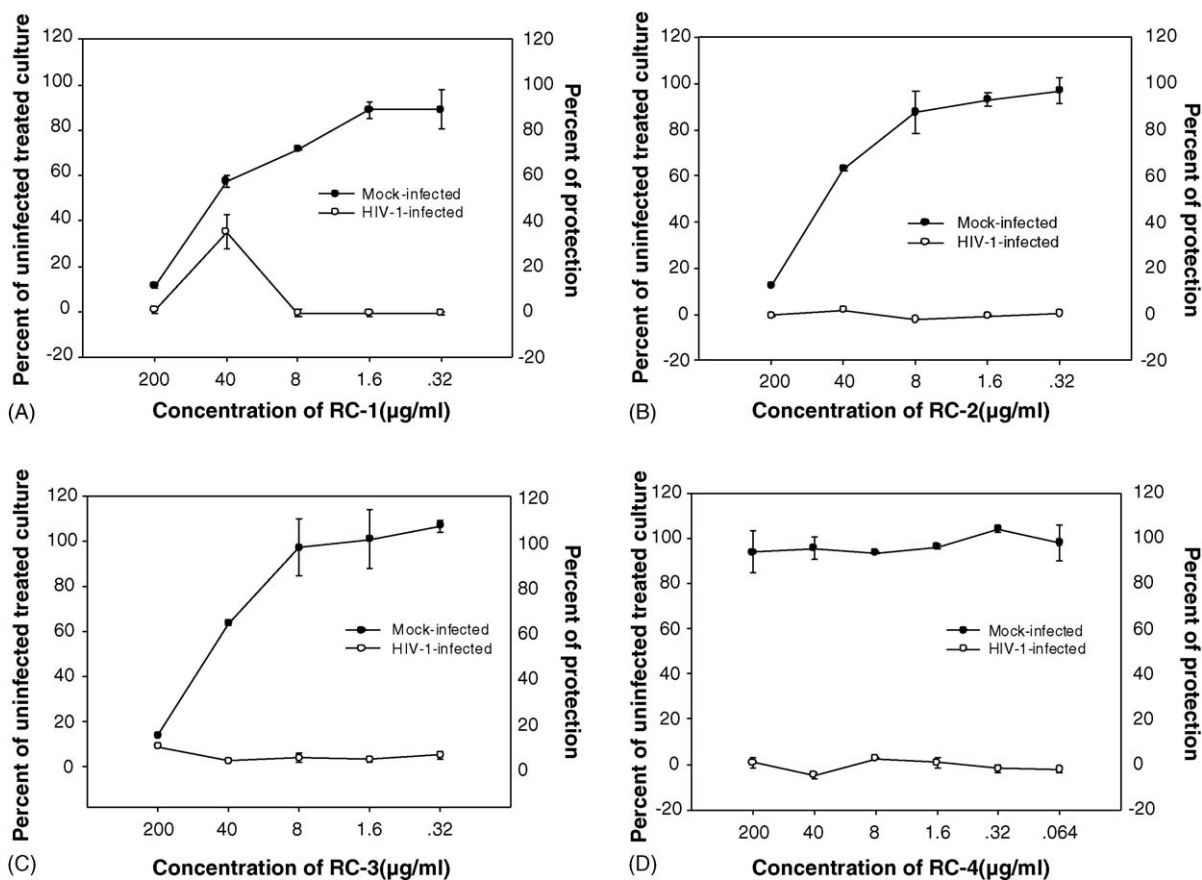 (A)
Percent of uninfected treated culture
120
100
80
60
40
20
0
-20
120
100
80
60
40
20
0
-20
Percent of protection
Mock-infected
HIV-1-infected
200 40 8 1.6 .32
Concentration of RC-1(µg/ml)
(B)
Percent of uninfected treated culture
120
100
80
60
40
20
0
-20
120
100
80
60
40
20
0
-20
Percent of protection
Mock-infected
HIV-1-infected
200 40 8 1.6 .32
Concentration of RC-2(µg/ml)
(C)
Percent of uninfected treated culture
120
100
80
60
40
20
0
120
100
80
60
40
20
0
Percent of protection
Mock-infected
HIV-1-infected
200 40 8 1.6 .32
Concentration of RC-3(µg/ml)
(D)
Percent of uninfected treated culture
120
100
80
60
40
20
0
-20
120
100
80
60
40
20
0
-20
Percent of protection
Mock-infected
HIV-1-infected
200 40 8 1.6 .32 .064
Concentration of RC-4(µg/ml)